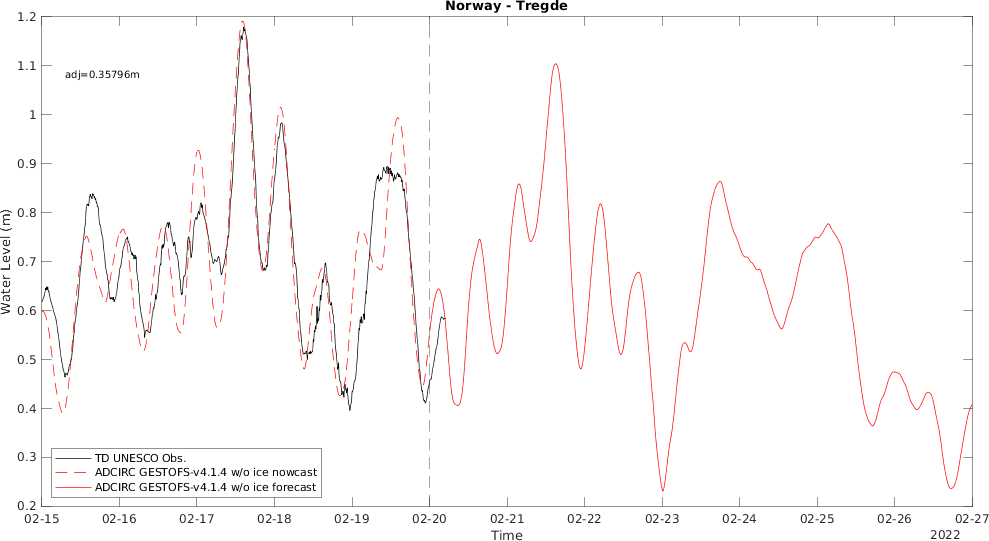 Norway - Tregde
1.2
1.1
1
0.9
0.8
0.7
0.6
0.5
0.4
0.3
0.2
Water Level (m)
adj=0.35796m
TD UNESCO Obs.
ADCIRC GESTOFS-v4.1.4 w/o ice nowcast
ADCIRC GESTOFS-v4.1.4 w/o ice forecast
02-15 02-16 02-17 02-18 02-19 02-20 02-21 02-22 02-23 02-24 02-25 02-26 02-27
Time
2022